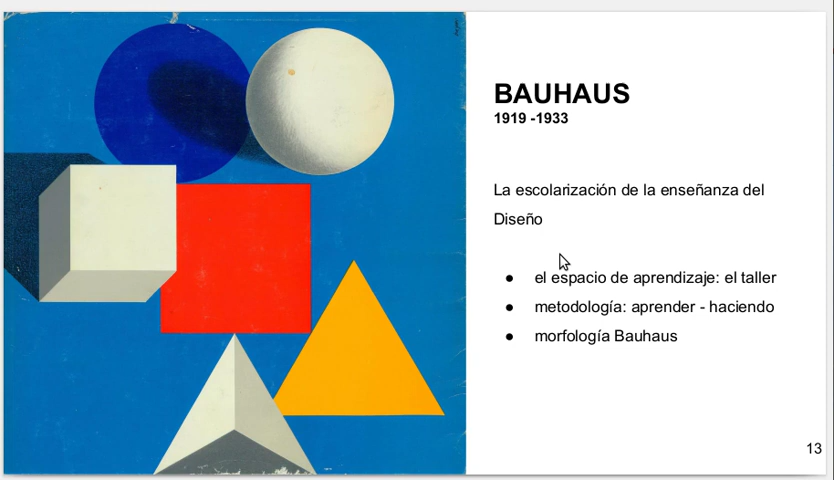 BAUHAUS
1919 -1933
La escolarización de la enseñanza del
Diseño
● el espacio de aprendizaje: el taller
● metodología: aprender - haciendo
● morfología Bauhaus
13